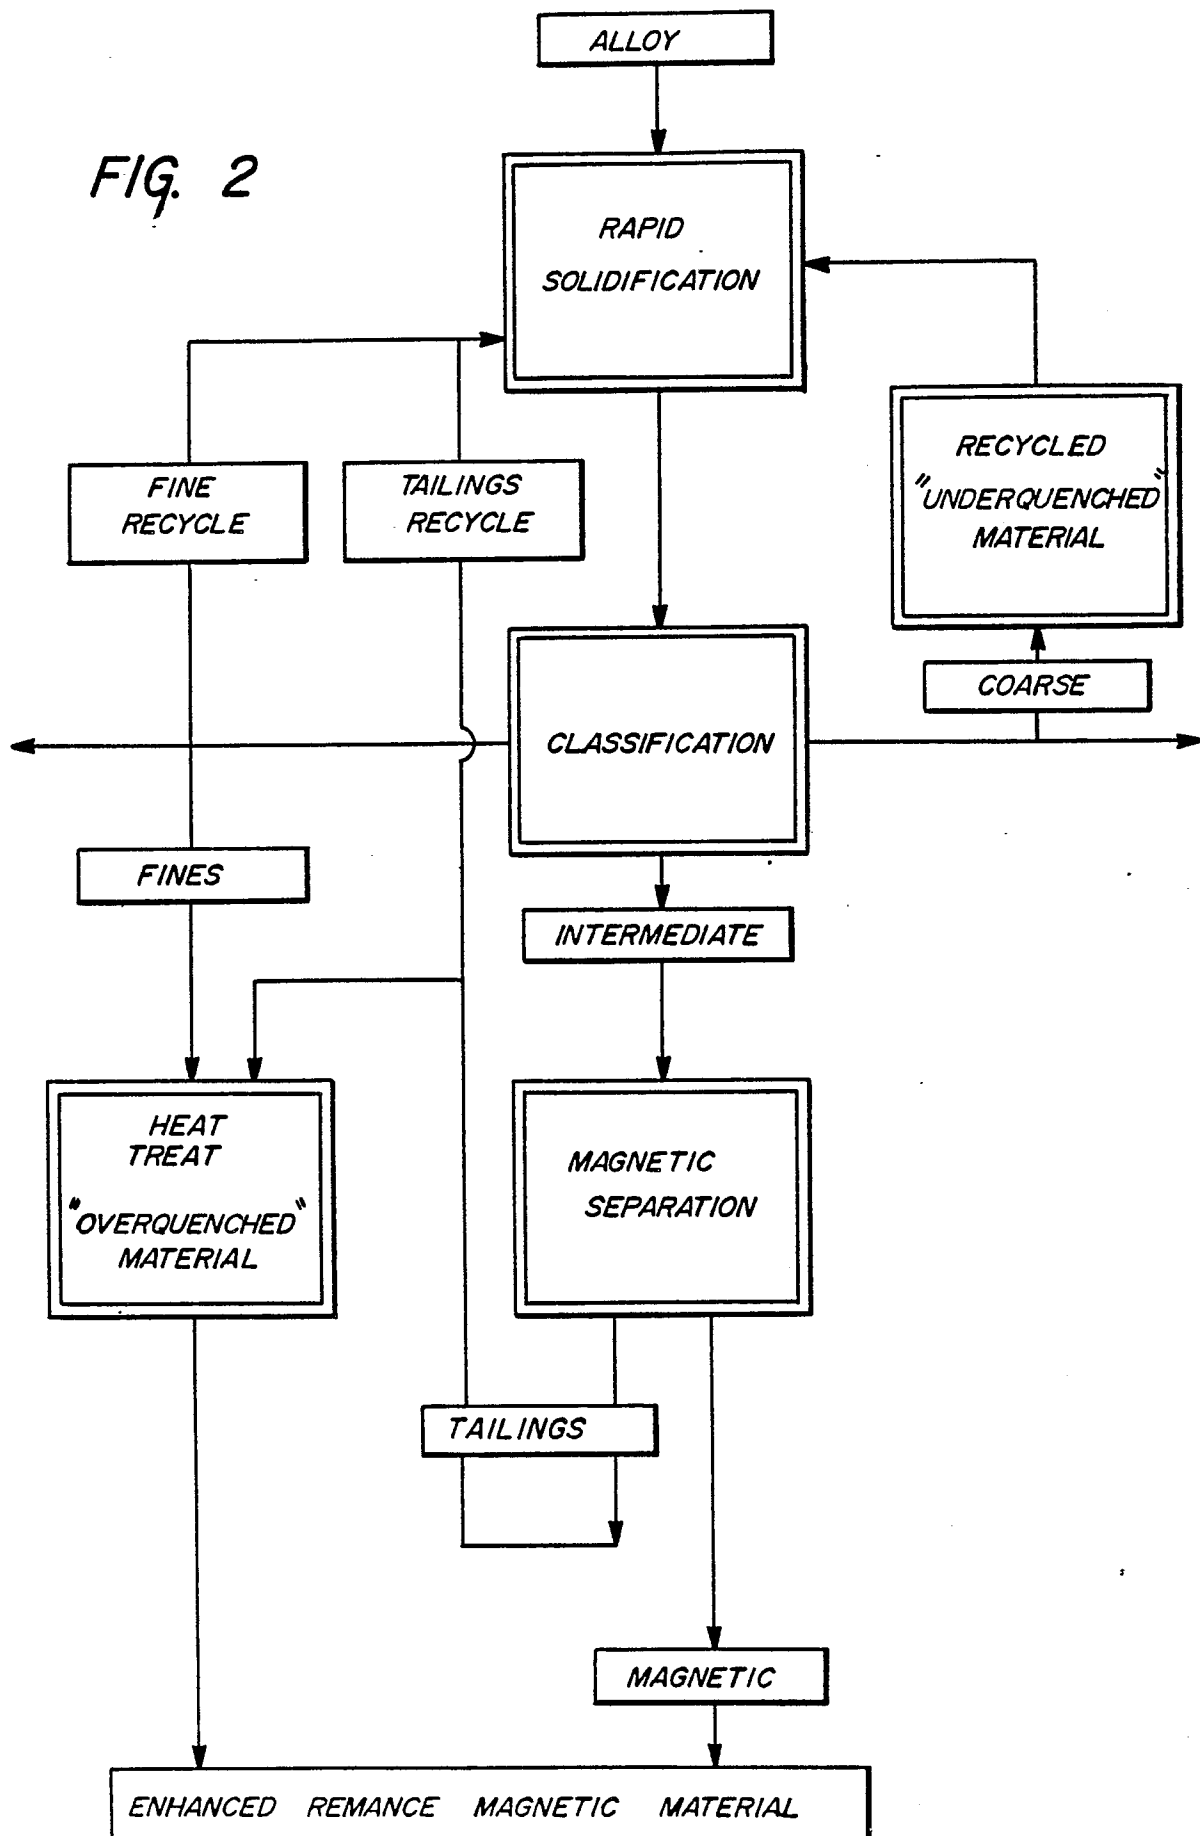 ALLOY
FIG. 2
RAPID
SOLIDIFICATION
FINE
RECYCLE
TAILINGS
RECYCLE
RECYCLED
"UNDERQUENCHED"
MATERIAL
COARSE
CLASSIFICATION
FINES
INTERMEDIATE
HEAT
TREAT
"OVERQUENCHED"
MATERIAL
MAGNETIC
SEPARATION
TAILINGS
MAGNETIC
ENHANCED REMANCE MAGNETIC MATERIAL